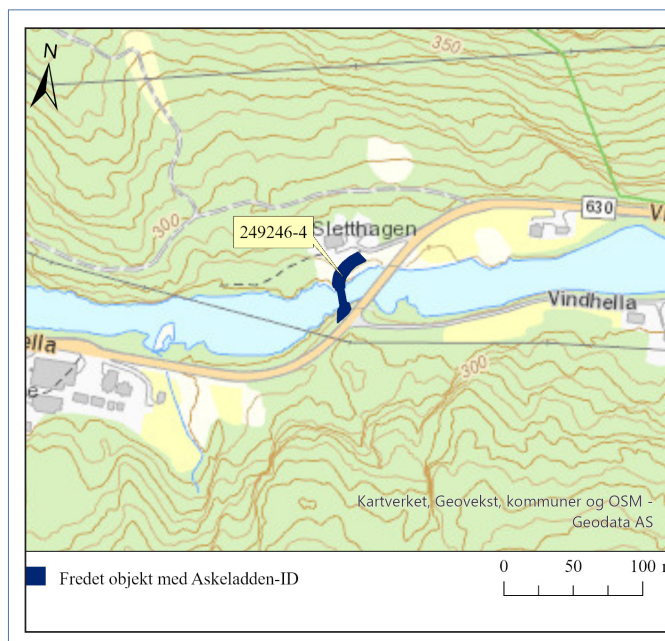 N
350
300
630
Sletthagen
249246-4
Vindhella
ella
300
Kartverket, Geovekst, kommuner og OSM -
Geodata AS
Fredet objekt med Askeladden-ID
0 50 100